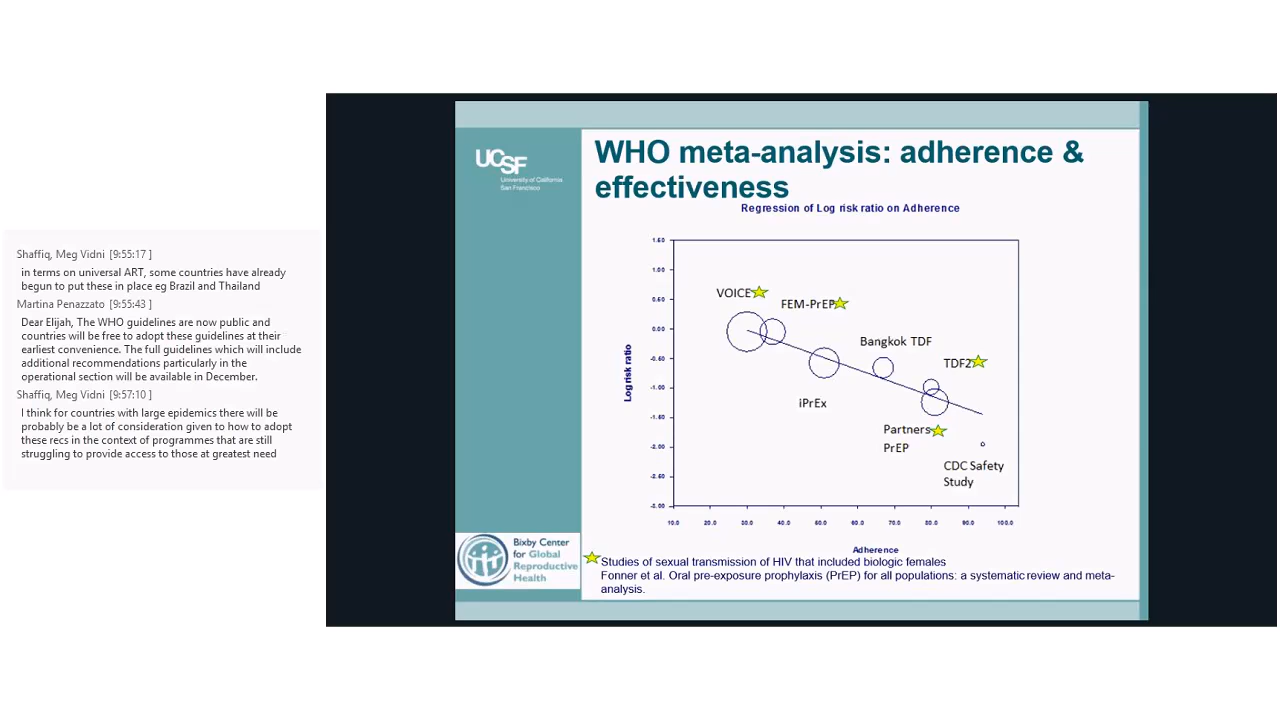 Shaffiq, Meg Vidni [9:55:17 ]
in terms on universal ART, some countries have already
begun to put these in place eg Brazil and Thailand
Martina Penazzato [9:55:43 ]
Dear Elijah, The WHO guidelines are now public and
countries will be free to adopt these guidelines at their
earliest convenience. The full guidelines which will include
additional recommendations particularly in the
operational section will be available in December.
Shaffiq, Meg Vidni [9:57:10 ]
I think for countries with large epidemics there will be
probably be a lot of consideration given to how to adopt
these recs in the context of programmes that are still
struggling to provide access to those at greatest need
UCSF
University of California
San Francisco
WHO meta-analysis: adherence &
effectiveness
Regression of Log risk ratio on Adherence
1.50
1.00
0.50
0.00
-0.50
-1.00
-1.50
-2.00
-2.50
-3.00
Log risk ratio
VOICE
FEM-PrEP
Bangkok TDF
TDF2
iPrEx
Partners
PrEP
CDC Safety
Study
10.0 20.0 30.0 40.0 50.0 60.0 70.0 80.0 90.0 100.0
Adherence
Studies of sexual transmission of HIV that included biologic females
Fonner et al. Oral pre-exposure prophylaxis (PrEP) for all populations: a systematic review and meta-
analysis.
Bixby Center
for Global
Reproductive
Health